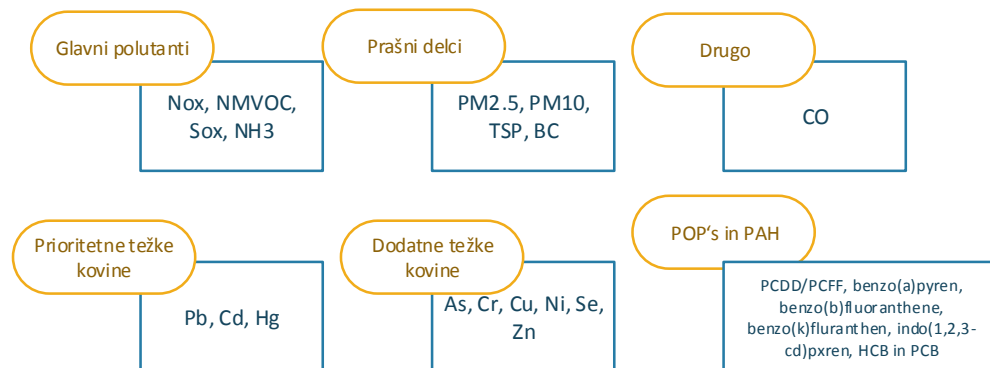 Glavni polutanti
Nox, NMVOC,
Sox, NH3
Prašni delci
PM2.5, PM10,
TSP, BC
Drugo
CO
Prioritetne težke
kovine
Pb, Cd, Hg
Dodatne težke
kovine
As, Cr, Cu, Ni, Se,
Zn
POP‘s in PAH
PCDD/PCFF, benzo(a)pyren,
benzo(b)fluoranthene,
benzo(k)fluranthen, indo(1,2,3-
cd)pxren, HCB in PCB